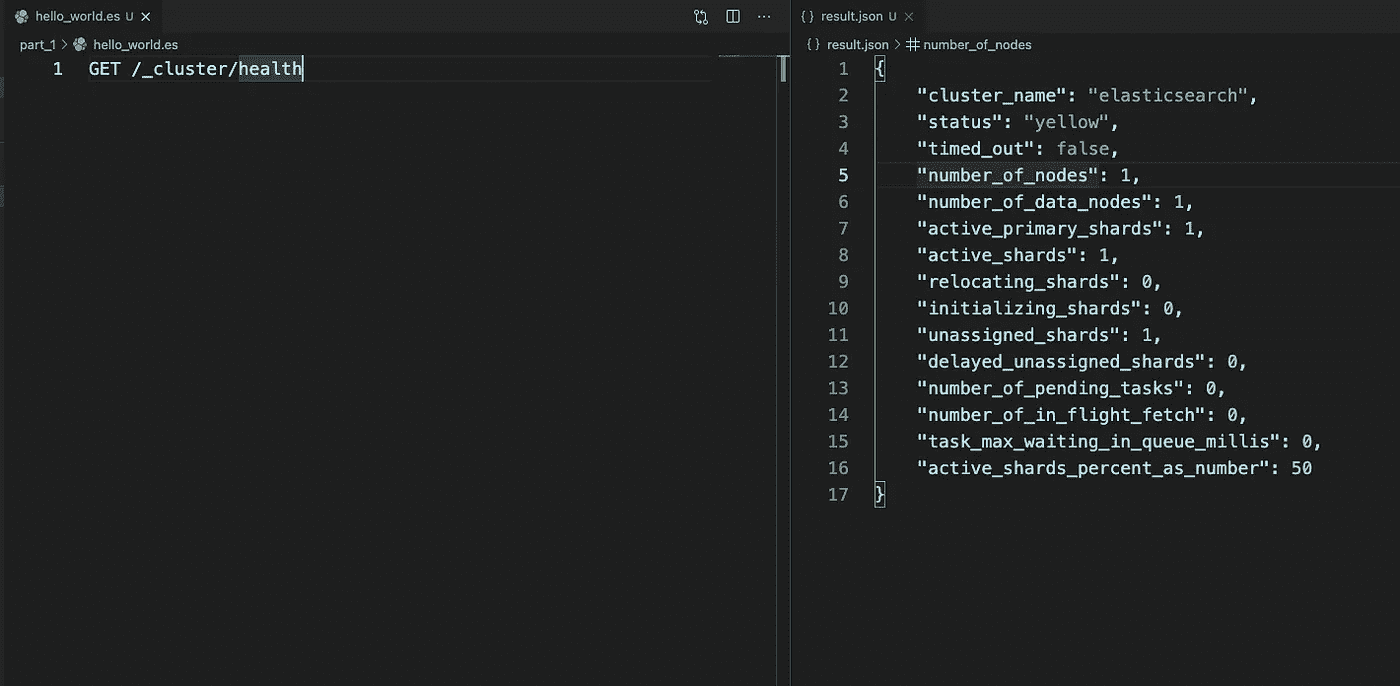 hello_world.es U
part_1 > hello_world.es
1 GET /_cluster/health
{} result.json U
{} result.json > number_of_nodes
1 {
2 "cluster_name": "elasticsearch",
3 "status": "yellow",
4 "timed_out": false,
5 "number_of_nodes": 1,
6 "number_of_data_nodes": 1,
7 "active_primary_shards": 1,
8 "active_shards": 1,
9 "relocating_shards": 0,
10 "initializing_shards": 0,
11 "unassigned_shards": 1,
12 "delayed_unassigned_shards": 0,
13 "number_of_pending_tasks": 0,
14 "number_of_in_flight_fetch": 0,
15 "task_max_waiting_in_queue_millis": 0,
16 "active_shards_percent_as_number": 50
17 }